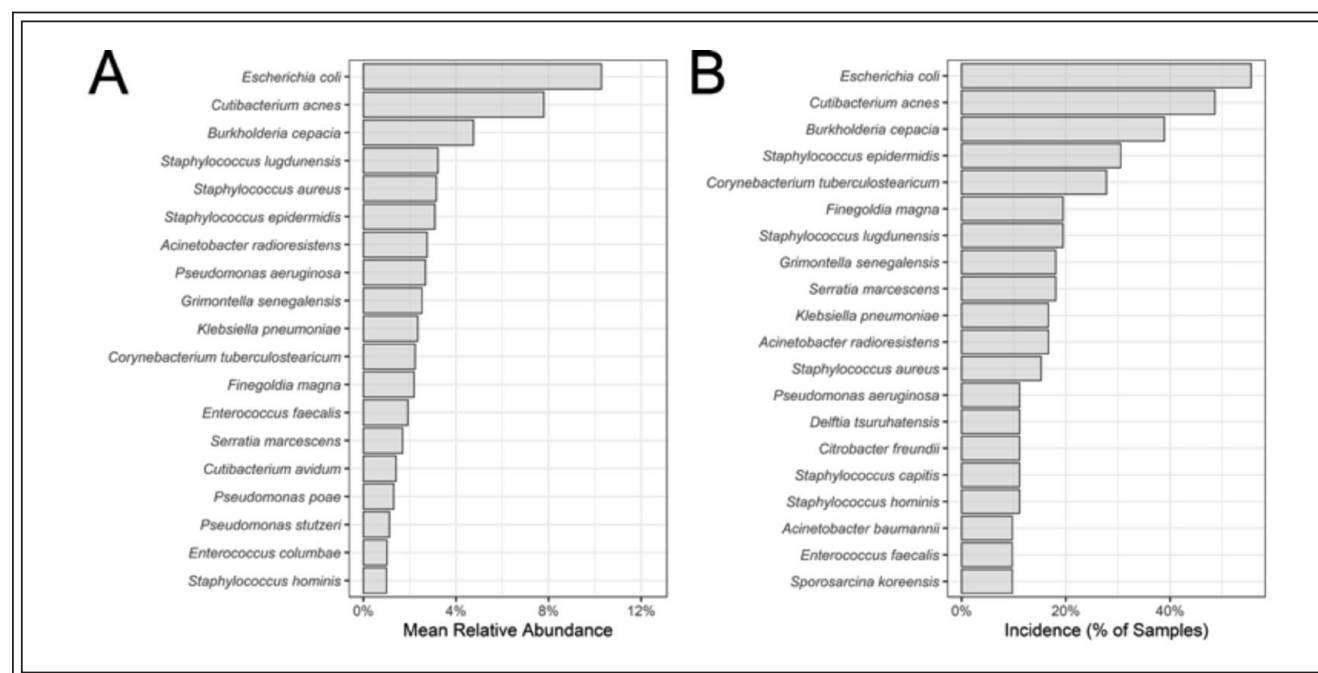 A
Escherichia coli
Cutibacterium acnes
Burkholderia cepacia
Staphylococcus lugdunensis
Staphylococcus aureus
Staphylococcus epidermidis
Acinetobacter radioresistens
Pseudomonas aeruginosa
Grimontella senegalensis
Klebsiella pneumoniae
Corynebacterium tuberculostearicum
Finegoldia magna
Enterococcus faecalis
Serratia marcescens
Cutibacterium avidum
Pseudomonas poae
Pseudomonas stutzeri
Enterococcus columbae
Staphylococcus hominis
0% 4% 8% 12%
Mean Relative Abundance
B
Escherichia coli
Cutibacterium acnes
Burkholderia cepacia
Staphylococcus epidermidis
Corynebacterium tuberculostearicum
Finegoldia magna
Staphylococcus lugdunensis
Grimontella senegalensis
Serratia marcescens
Klebsiella pneumoniae
Acinetobacter radioresistens
Staphylococcus aureus
Pseudomonas aeruginosa
Delftia tsuruhatensis
Citrobacter freundii
Staphylococcus capitis
Staphylococcus hominis
Acinetobacter baumannii
Enterococcus faecalis
Sporosarcina koreensis
0% 20% 40%
Incidence (% of Samples)